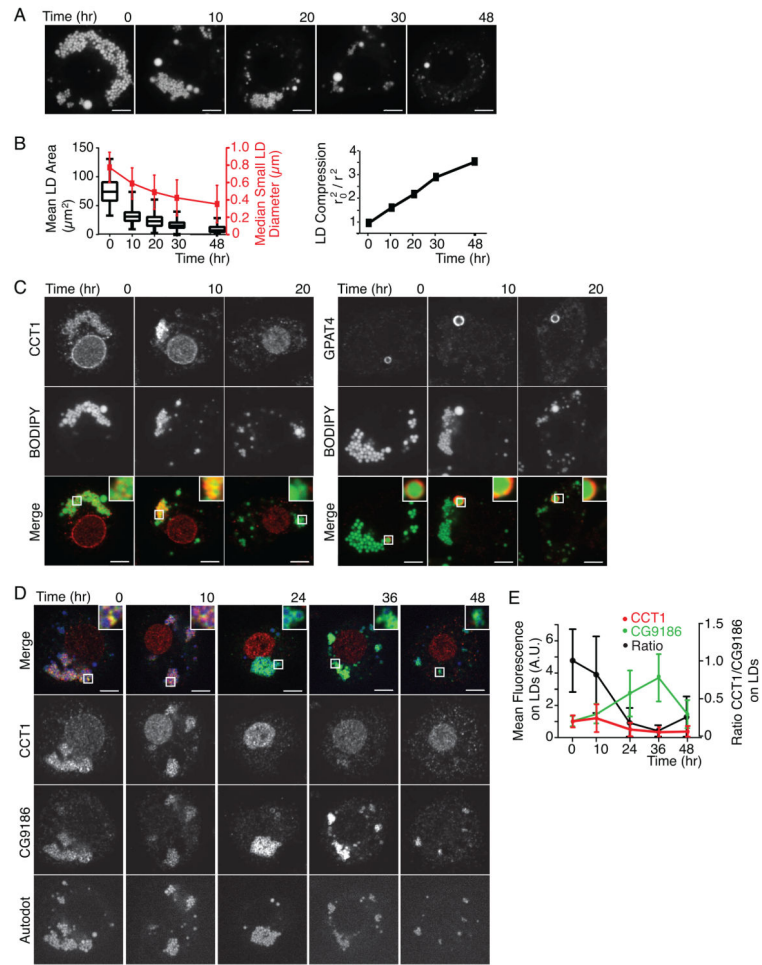 A
Time (hr) 0 10 20 30 48
B
Mean LD Area (µm²)
150
100
50
0
1.0
0.8
0.6
0.4
0.2
0
Median Small LD Diameter (µm)
0 10 20 30 48
Time (hr)
LD Compression
r₀² / r²
4
3
2
1
0 10 20 30 48
Time (hr)
C
Time (hr) 0 10 20
CCT1
BODIPY
Merge
Time (hr) 0 10 20
GPAT4
BODIPY
Merge
D
Time (hr) 0 10 24 36 48
Merge
CCT1
CG9186
Autodot
E
CCT1
CG9186
Ratio
Mean Fluorescence on LDs (A.U.)
6
5
4
3
2
1
0
1.5
1.0
0.5
0
Ratio CCT1/CG9186 on LDs
0 10 24 36 48
Time (hr)